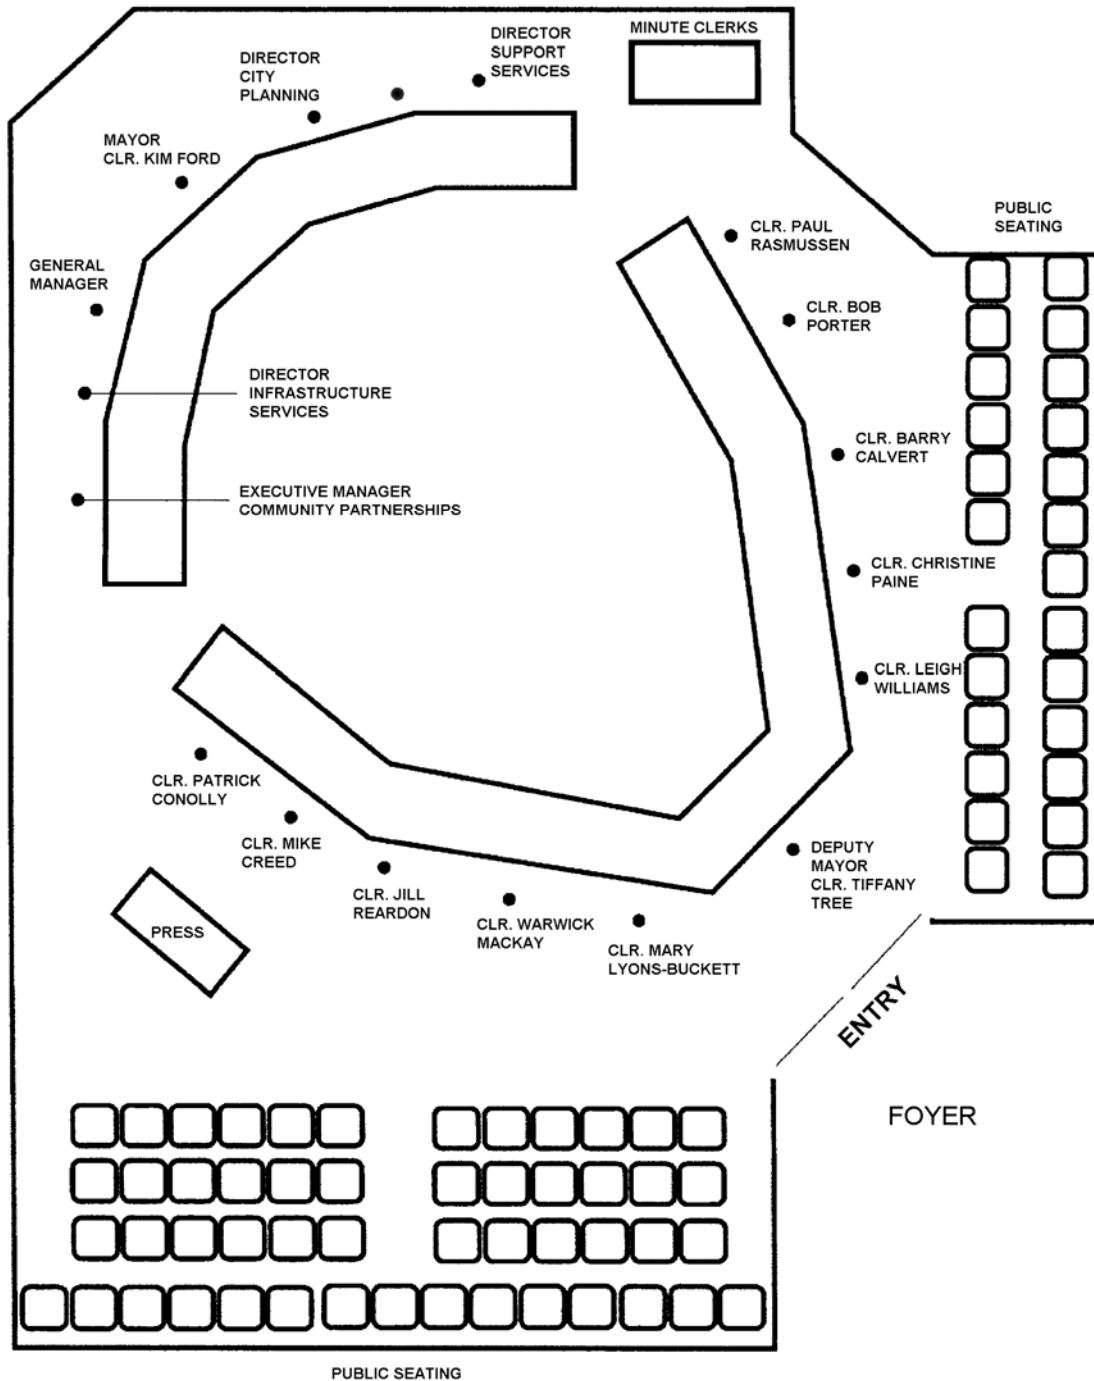 MINUTE CLERKS
DIRECTOR
SUPPORT
SERVICES
DIRECTOR
CITY
PLANNING
MAYOR
CLR. KIM FORD
GENERAL
MANAGER
DIRECTOR
INFRASTRUCTURE
SERVICES
EXECUTIVE MANAGER
COMMUNITY PARTNERSHIPS
CLR. PAUL
RASMUSSEN
PUBLIC
SEATING
CLR. BOB
PORTER
CLR. BARRY
CALVERT
CLR. CHRISTINE
PAINE
CLR. LEIGH
WILLIAMS
DEPUTY
MAYOR
CLR. TIFFANY
TREE
CLR. PATRICK
CONOLLY
CLR. MIKE
CREED
CLR. JILL
REARDON
CLR. WARWICK
MACKAY
CLR. MARY
LYONS-BUCKETT
PRESS
ENTRY
FOYER
PUBLIC SEATING